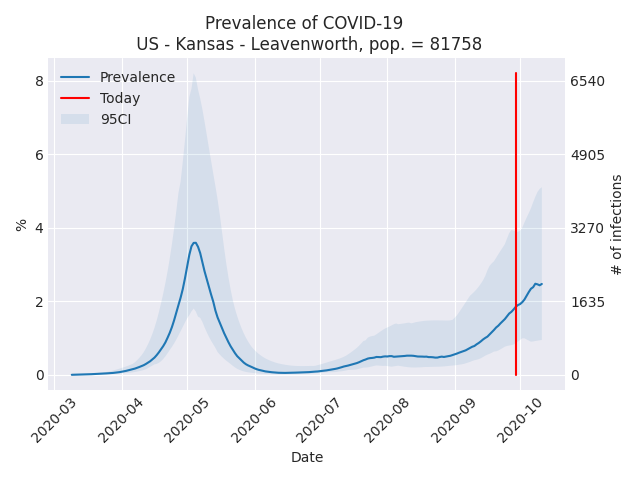 Prevalence of COVID-19
US - Kansas - Leavenworth, pop. = 81758
Prevalence
Today
95CI
8
6
4
2
0
%
6540
4905
3270
1635
0
# of infections
2020-03
2020-04
2020-05
2020-06
2020-07
2020-08
2020-09
2020-10
Date